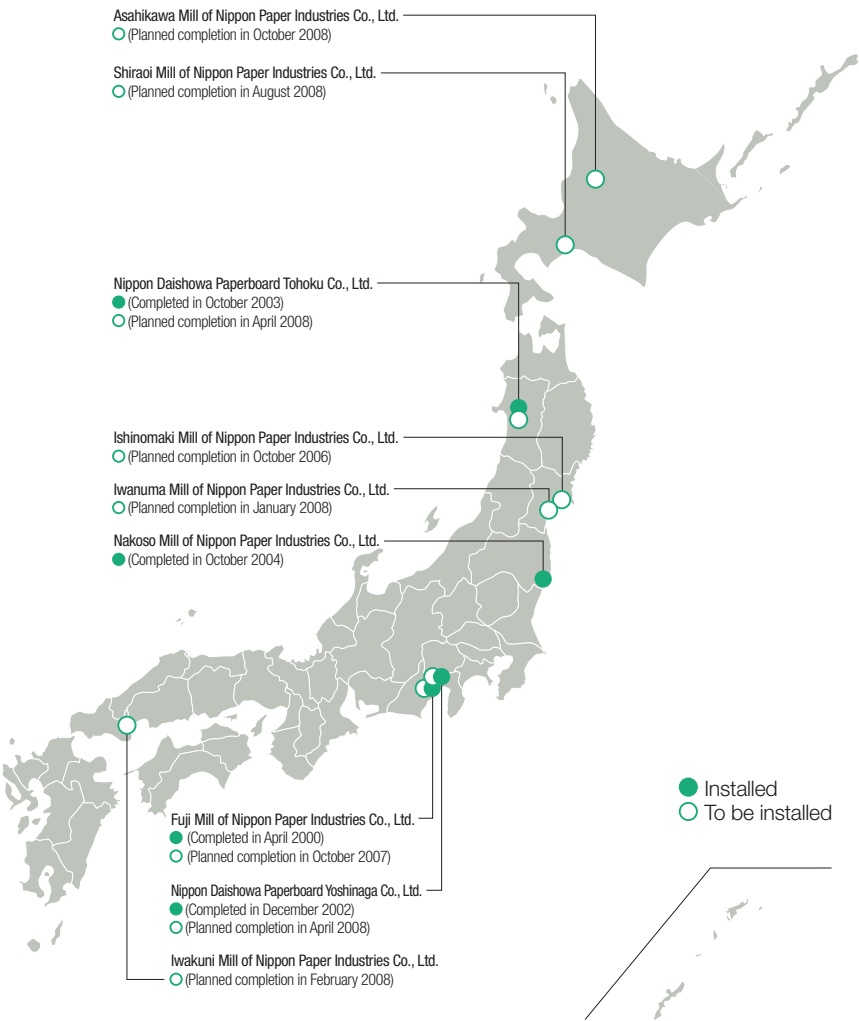 Asahikawa Mill of Nippon Paper Industries Co., Ltd.
(Planned completion in October 2008)
Shiraoi Mill of Nippon Paper Industries Co., Ltd.
(Planned completion in August 2008)
Nippon Daishowa Paperboard Tohoku Co., Ltd.
(Completed in October 2003)
(Planned completion in April 2008)
Ishinomaki Mill of Nippon Paper Industries Co., Ltd.
(Planned completion in October 2006)
Iwanuma Mill of Nippon Paper Industries Co., Ltd.
(Planned completion in January 2008)
Nakoso Mill of Nippon Paper Industries Co., Ltd.
(Completed in October 2004)
Installed
To be installed
Fuji Mill of Nippon Paper Industries Co., Ltd.
(Completed in April 2000)
(Planned completion in October 2007)
Nippon Daishowa Paperboard Yoshinaga Co., Ltd.
(Completed in December 2002)
(Planned completion in April 2008)
Iwakuni Mill of Nippon Paper Industries Co., Ltd.
(Planned completion in February 2008)